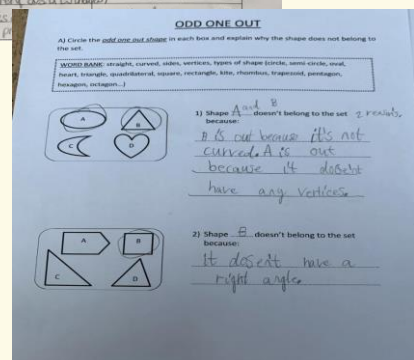 ODD ONE OUT
A) Circle the odd one out shape in each box and explain why the shape does not belong to
the set.
WORD BANK: straight, curved, sides, vertices, types of shape (circle, semi-circle, oval,
heart, triangle, quadrilateral, square, rectangle, kite, rhombus, trapezoid, pentagon,
hexagon, octagon...)
A
B
C
D
1) Shape A and B doesn't belong to the set 2 reasons.
because:
B is out because it's not
curved. A is out
because it dosen't
have any vertices.
A
B
C
D
2) Shape B doesn't belong to the set
because:
It dosen't have a
right angle